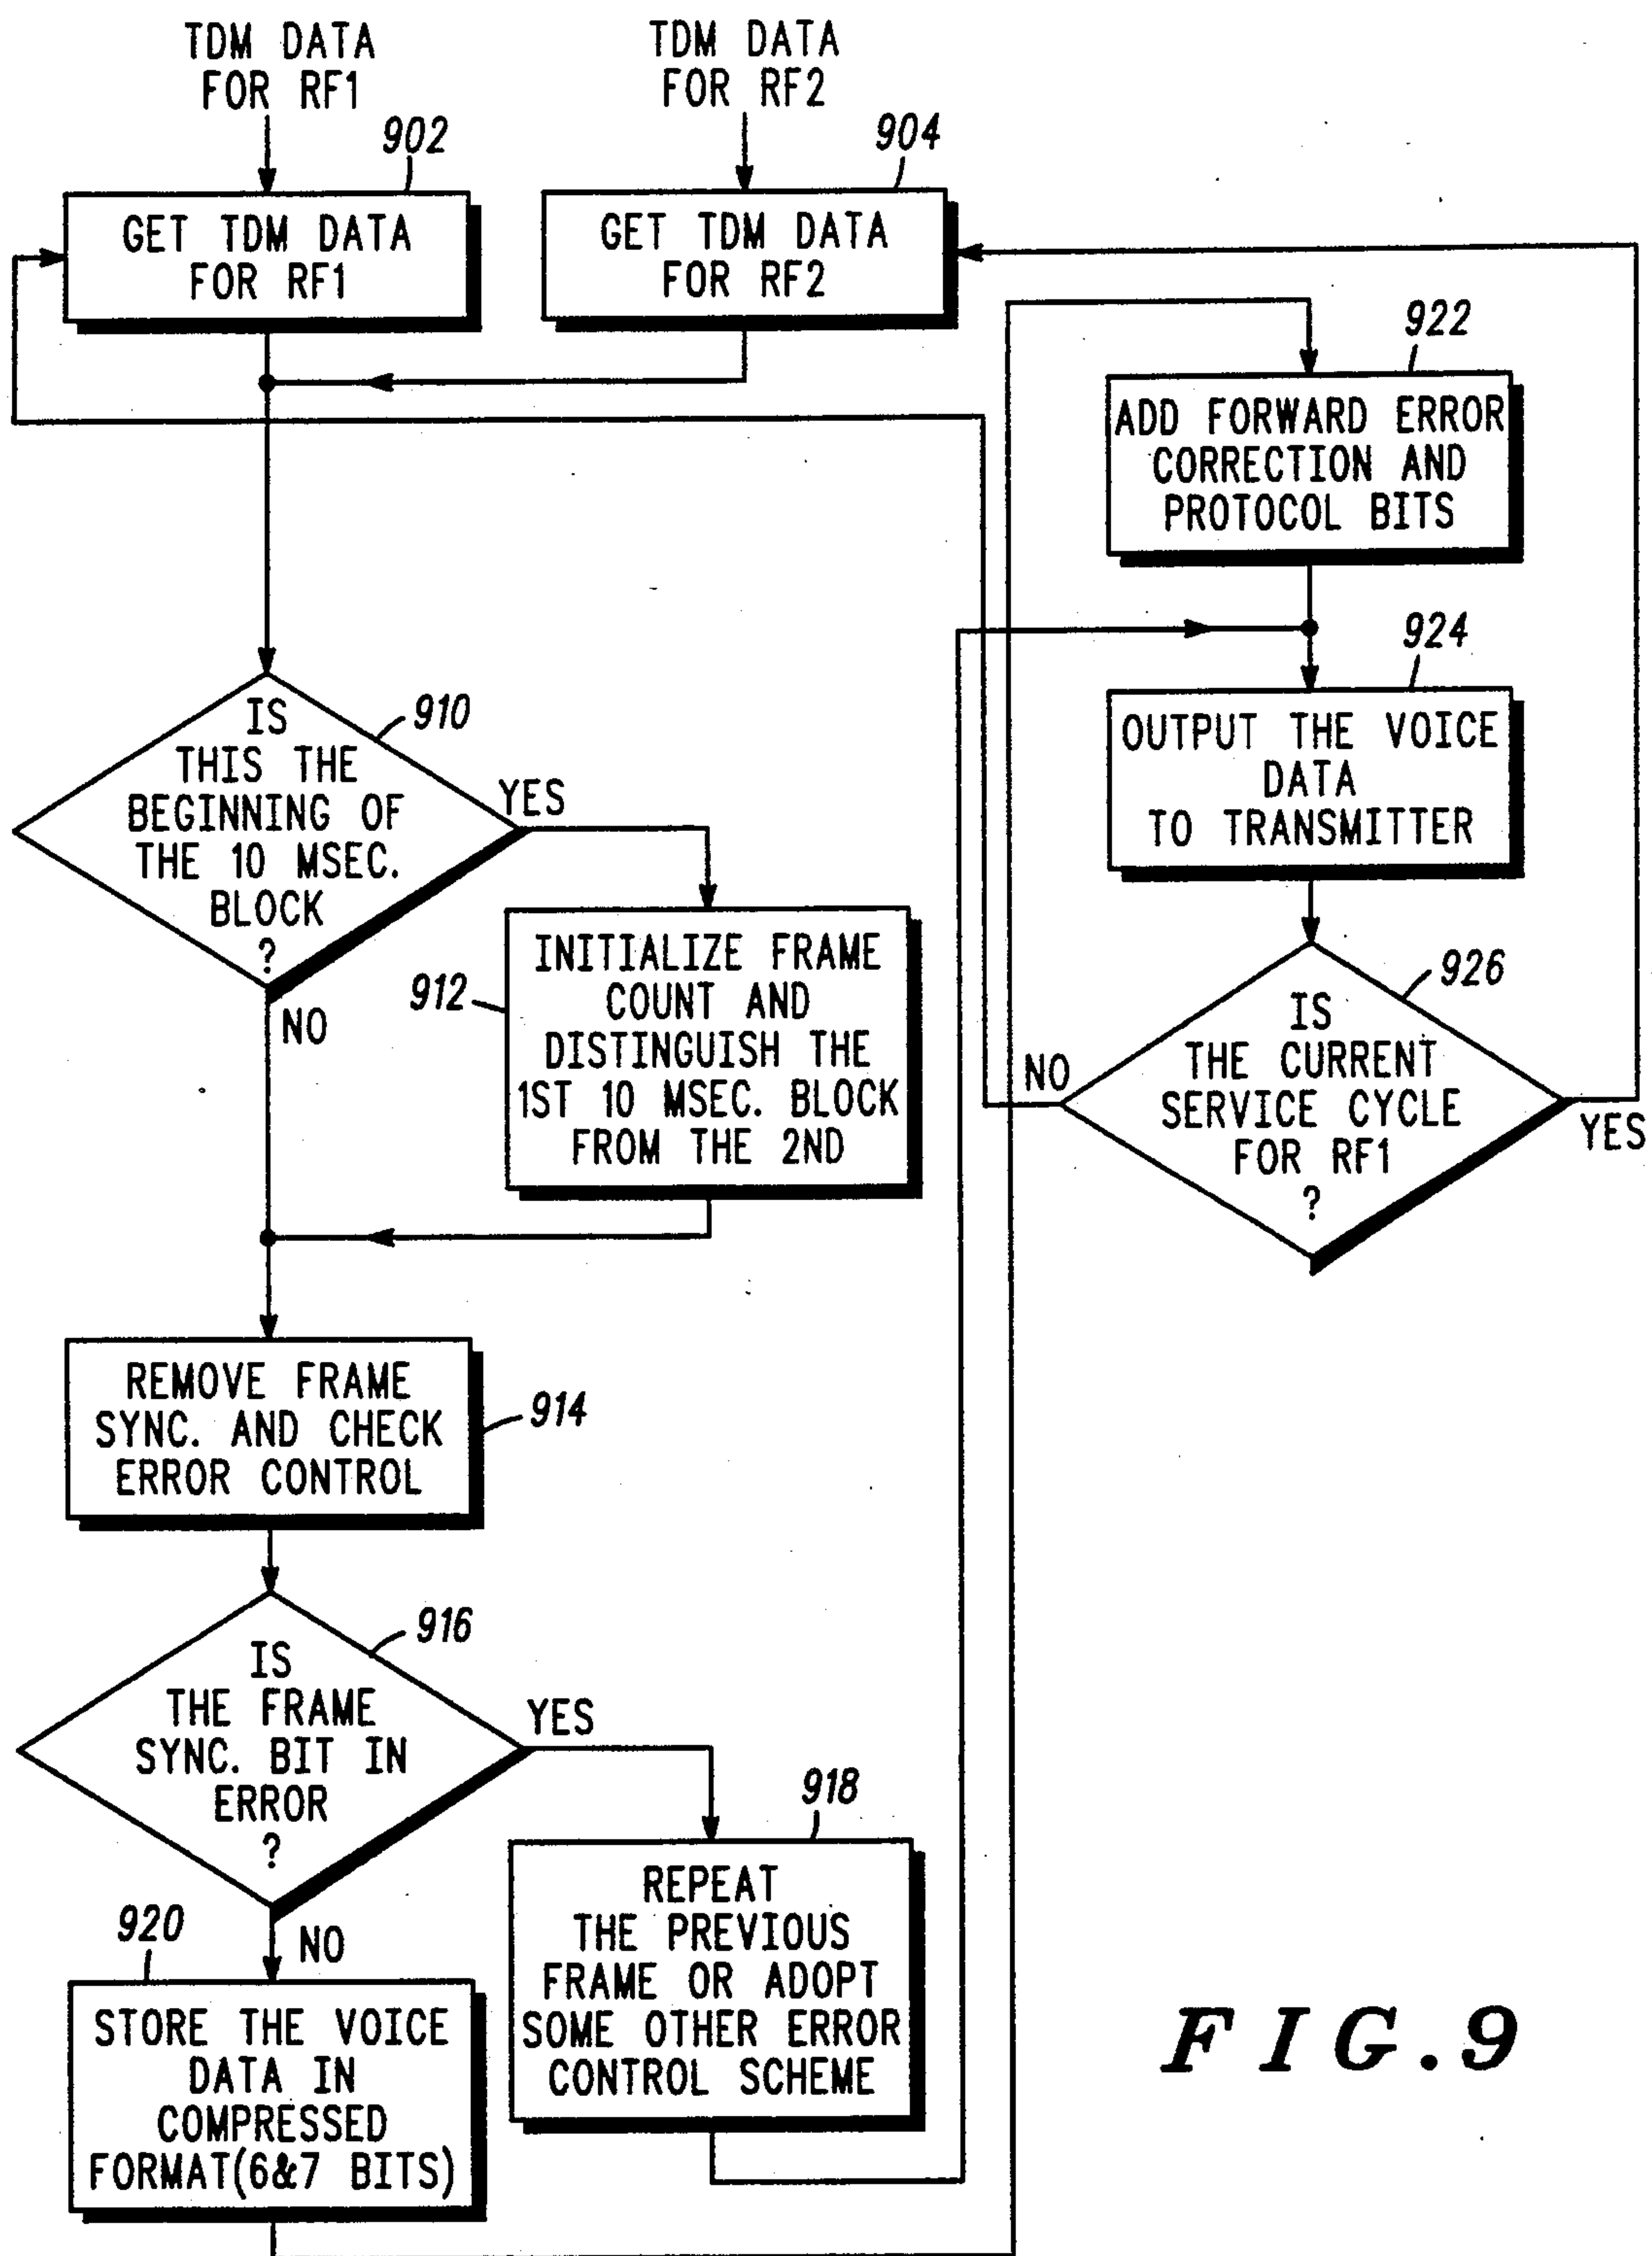 TDM DATA
FOR RF1
TDM DATA
FOR RF2
902
904
GET TDM DATA
FOR RF1
GET TDM DATA
FOR RF2
922
ADD FORWARD ERROR
CORRECTION AND
PROTOCOL BITS
924
OUTPUT THE VOICE
DATA
TO TRANSMITTER
910
IS
THIS THE
BEGINNING OF
THE 10 MSEC.
BLOCK
?
YES
NO
912
INITIALIZE FRAME
COUNT AND
DISTINGUISH THE
1ST 10 MSEC. BLOCK
FROM THE 2ND
926
IS
THE CURRENT
SERVICE CYCLE
FOR RF1
?
NO
YES
REMOVE FRAME
SYNC. AND CHECK
ERROR CONTROL
914
916
IS
THE FRAME
SYNC. BIT IN
ERROR
?
YES
NO
918
REPEAT
THE PREVIOUS
FRAME OR ADOPT
SOME OTHER ERROR
CONTROL SCHEME
920
STORE THE VOICE
DATA IN
COMPRESSED
FORMAT(6&7 BITS)
FIG.9